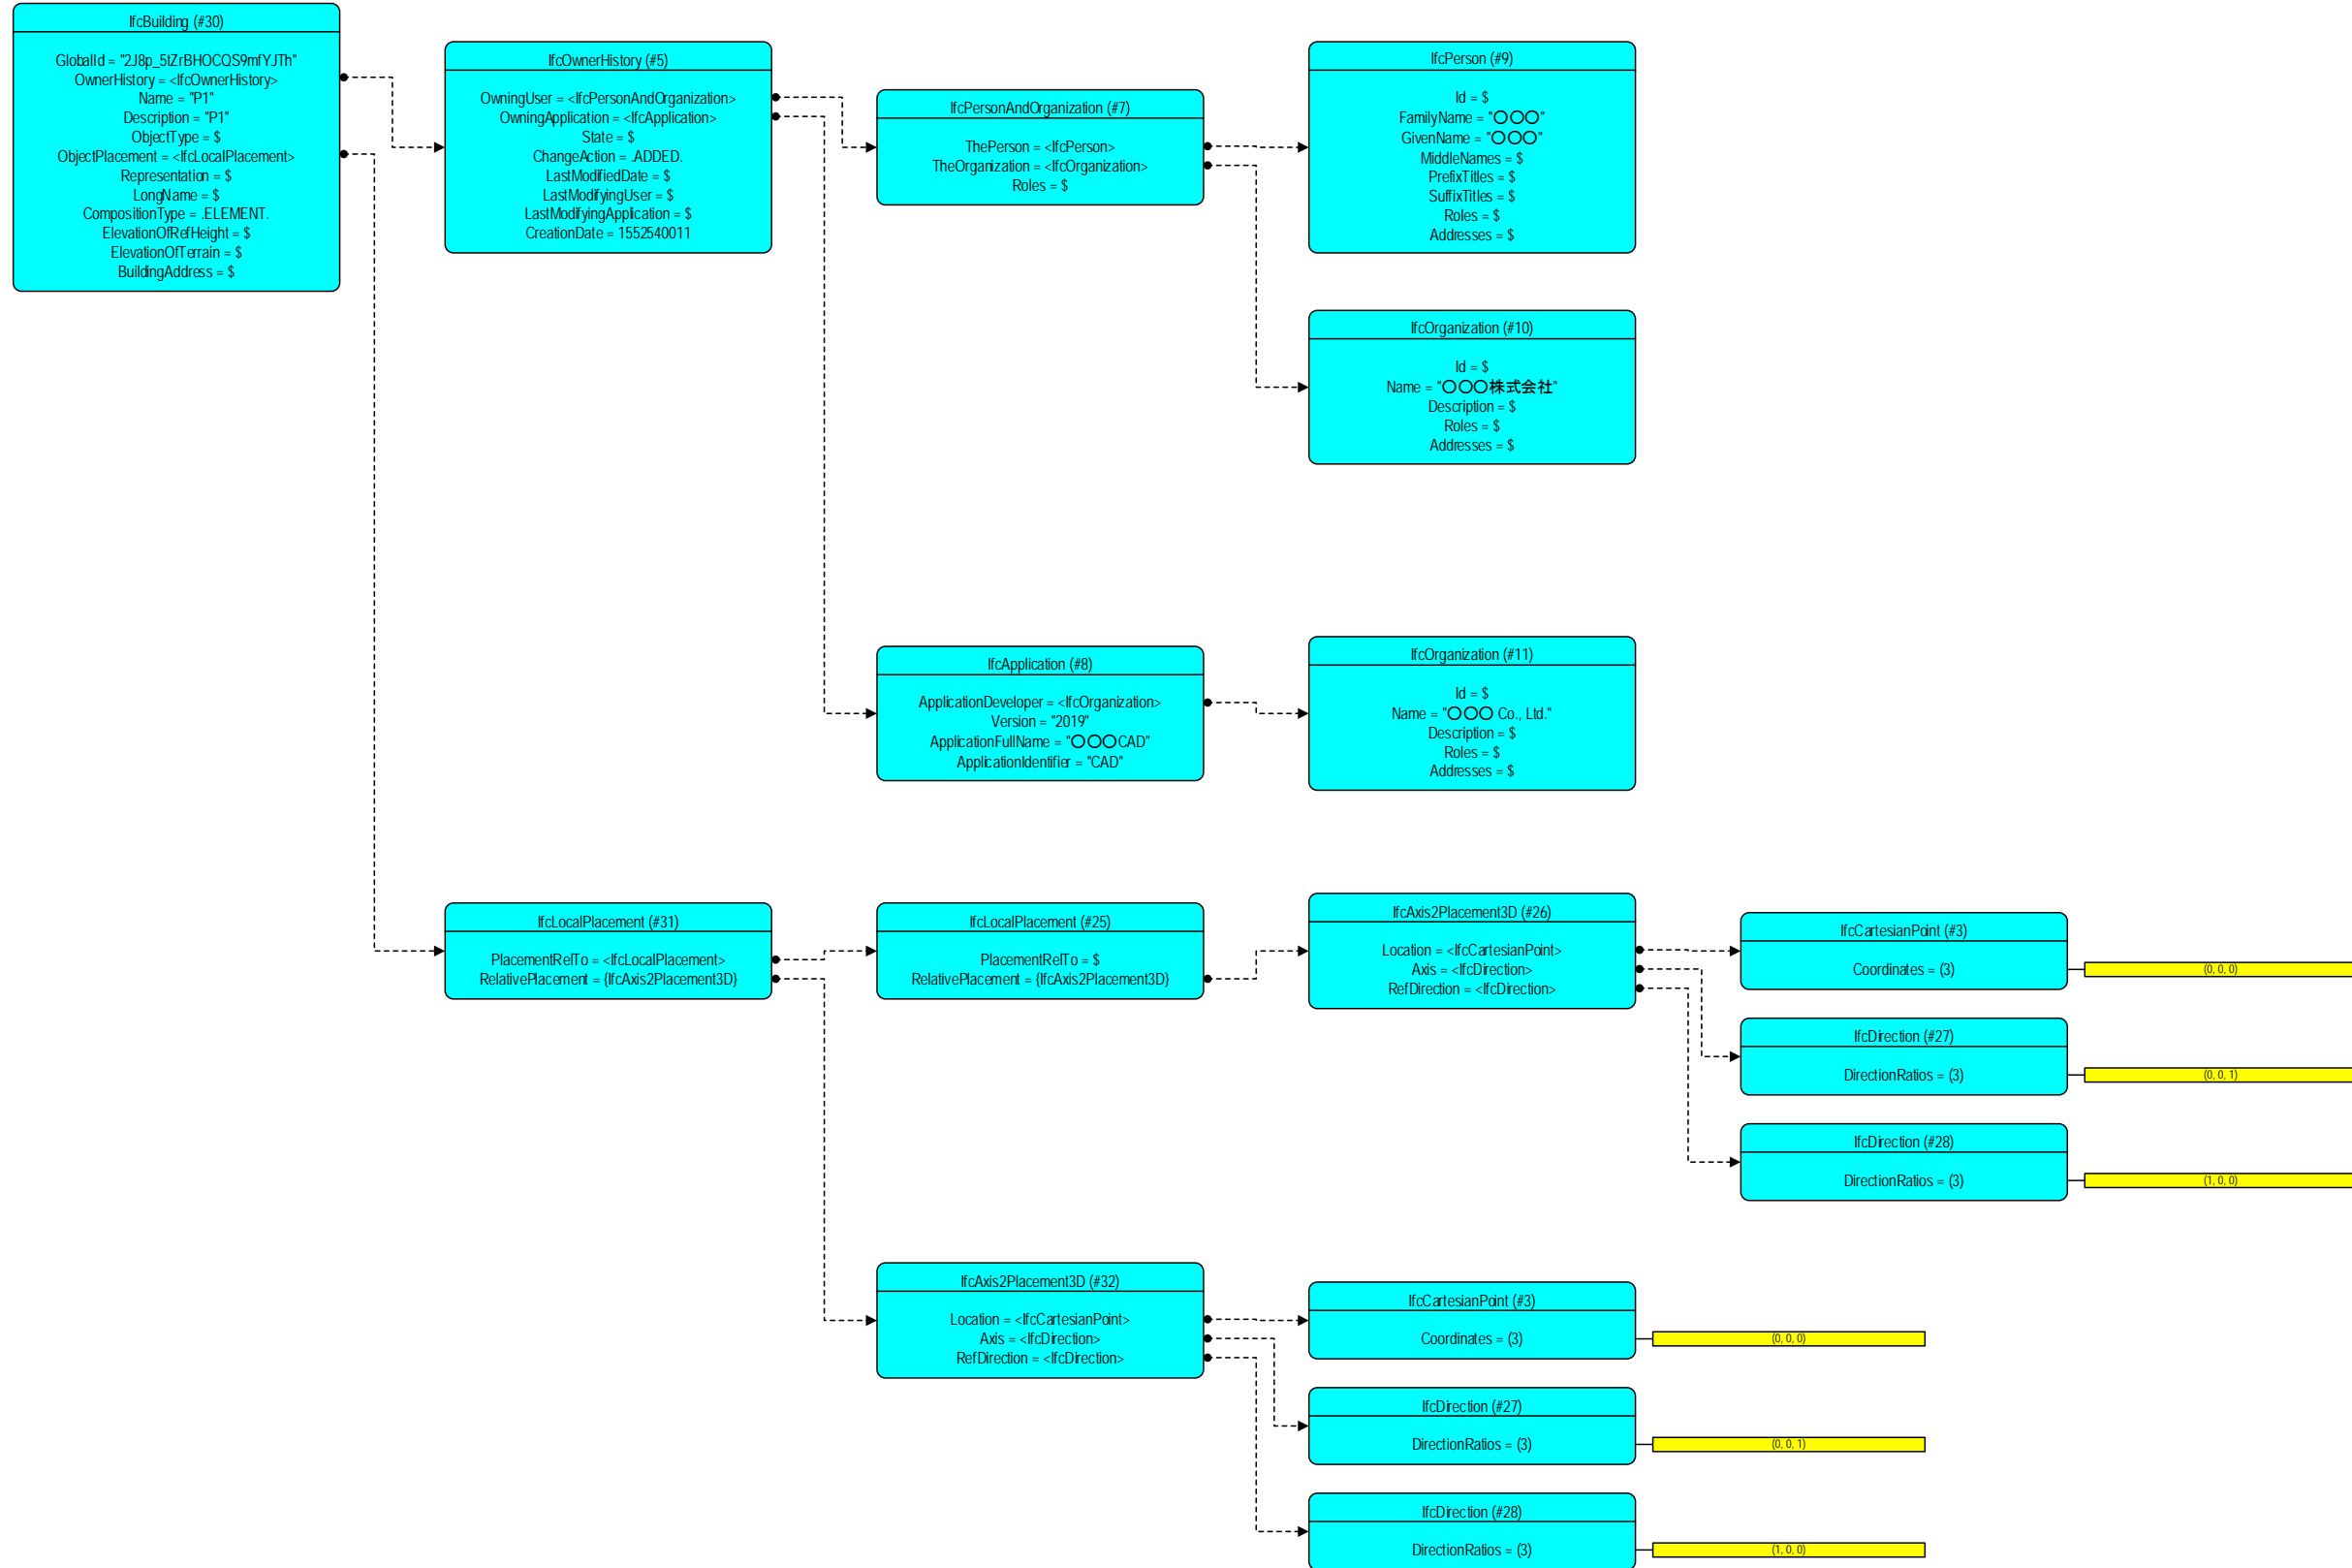 IfcBuilding (#30)
GlobalId = "2J8p_5tZrBHOCQS9mfYJTh"
OwnerHistory = <IfcOwnerHistory>
Name = "P1"
Description = "P1"
ObjectType = $
ObjectPlacement = <IfcLocalPlacement>
Representation = $
LongName = $
CompositionType = .ELEMENT.
ElevationOfRefHeight = $
ElevationOfTerrain = $
BuildingAddress = $
IfcOwnerHistory (#5)
OwningUser = <IfcPersonAndOrganization>
OwningApplication = <IfcApplication>
State = $
ChangeAction = .ADDED.
LastModifiedDate = $
LastModifyingUser = $
LastModifyingApplication = $
CreationDate = 1552540011
IfcPersonAndOrganization (#7)
ThePerson = <IfcPerson>
TheOrganization = <IfcOrganization>
Roles = $
IfcPerson (#9)
Id = $
FamilyName = "〇〇〇"
GivenName = "〇〇〇"
MiddleNames = $
PrefixTitles = $
SuffixTitles = $
Roles = $
Addresses = $
IfcOrganization (#10)
Id = $
Name = "〇〇〇株式会社"
Description = $
Roles = $
Addresses = $
IfcApplication (#8)
ApplicationDeveloper = <IfcOrganization>
Version = "2019"
ApplicationFullName = "〇〇〇CAD"
ApplicationIdentifier = "CAD"
IfcOrganization (#11)
Id = $
Name = "〇〇〇 Co., Ltd."
Description = $
Roles = $
Addresses = $
IfcLocalPlacement (#31)
PlacementRelTo = <IfcLocalPlacement>
RelativePlacement = {IfcAxis2Placement3D}
IfcLocalPlacement (#25)
PlacementRelTo = $
RelativePlacement = {IfcAxis2Placement3D}
IfcAxis2Placement3D (#26)
Location = <IfcCartesianPoint>
Axis = <IfcDirection>
RefDirection = <IfcDirection>
IfcCartesianPoint (#3)
Coordinates = (3)
(0, 0, 0)
IfcDirection (#27)
DirectionRatios = (3)
(0, 0, 1)
IfcDirection (#28)
DirectionRatios = (3)
(1, 0, 0)
IfcAxis2Placement3D (#32)
Location = <IfcCartesianPoint>
Axis = <IfcDirection>
RefDirection = <IfcDirection>
IfcCartesianPoint (#3)
Coordinates = (3)
(0, 0, 0)
IfcDirection (#27)
DirectionRatios = (3)
(0, 0, 1)
IfcDirection (#28)
DirectionRatios = (3)
(1, 0, 0)